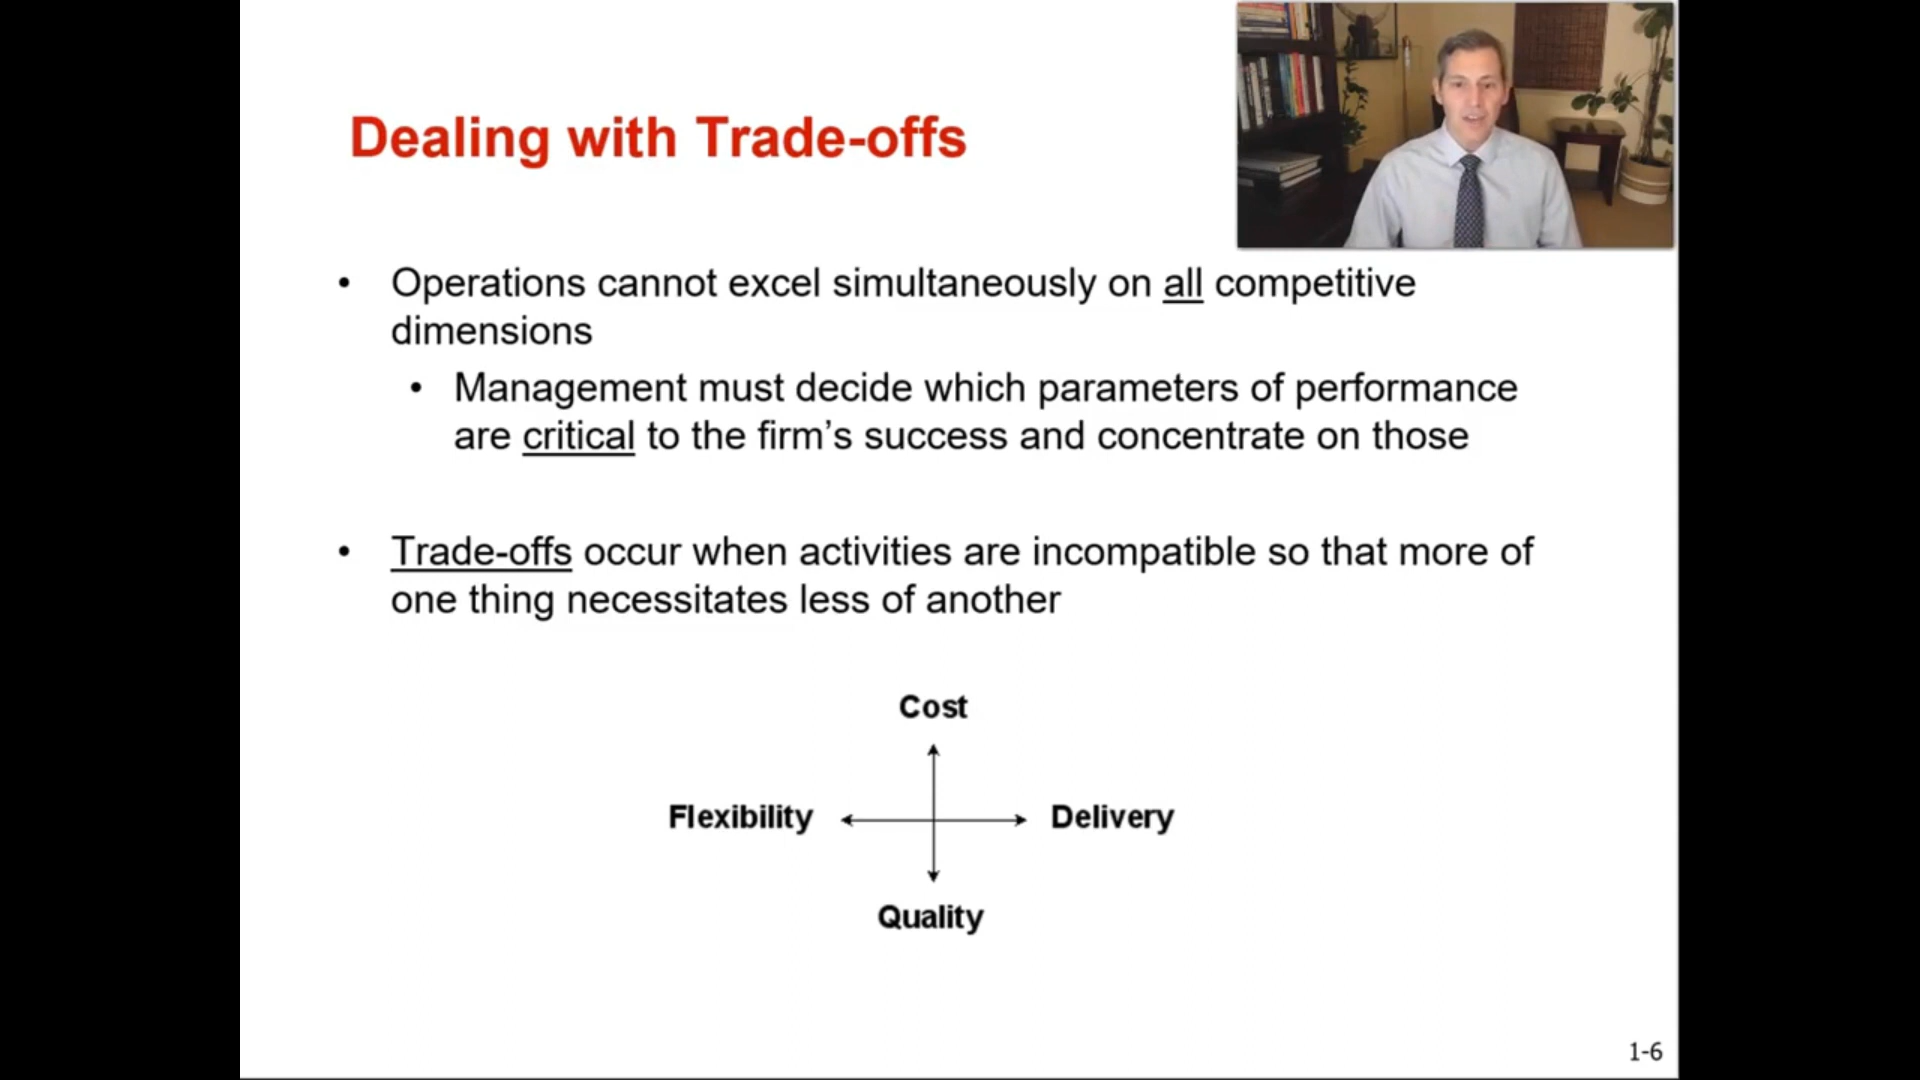 Dealing with Trade-offs
• Operations cannot excel simultaneously on all competitive
dimensions
• Management must decide which parameters of performance
are critical to the firm’s success and concentrate on those
• Trade-offs occur when activities are incompatible so that more of
one thing necessitates less of another
Cost
Flexibility
Delivery
Quality
1-6